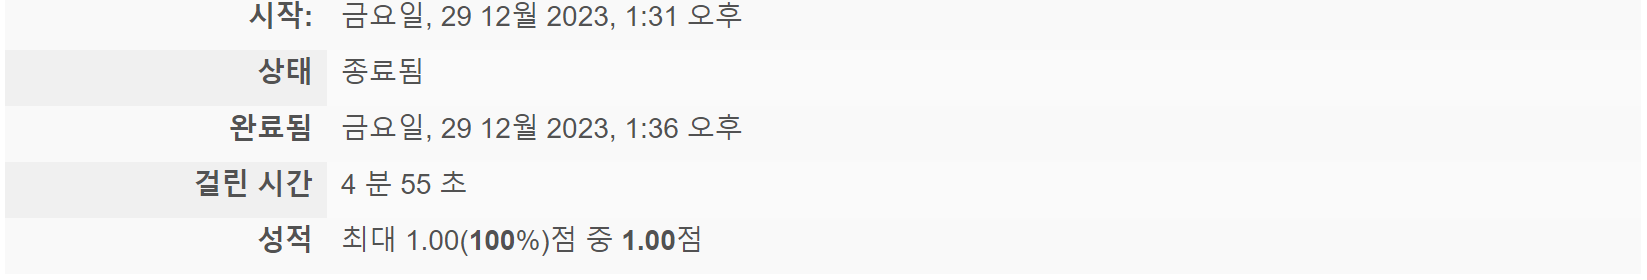 시작: 금요일, 29 12월 2023, 1:31 오후
상태 종료됨
완료됨 금요일, 29 12월 2023, 1:36 오후
걸린 시간 4 분 55 초
성적 최대 1.00(100%)점 중 1.00점